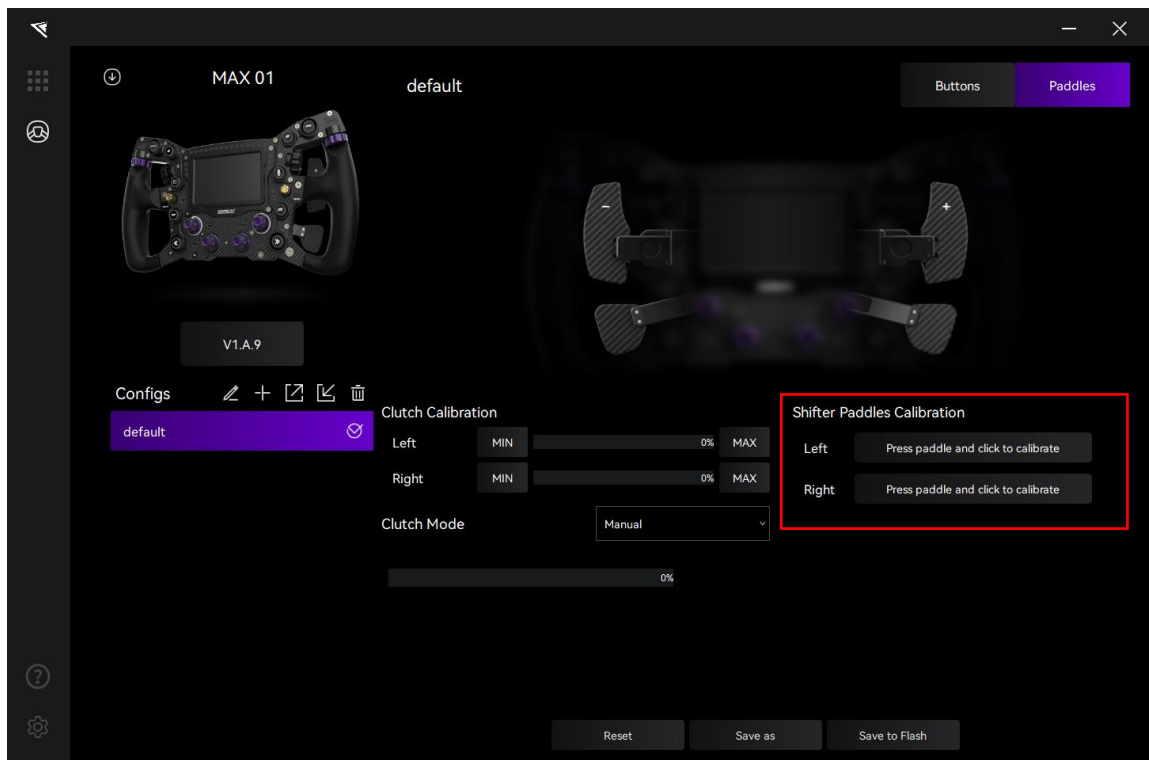 MAX 01
default
Buttons
Paddles
-
+
V1.A.9
Configs
default
Clutch Calibration
Left
MIN
0%
MAX
Right
MIN
0%
MAX
Clutch Mode
Manual
0%
Shifter Paddles Calibration
Left
Press paddle and click to calibrate
Right
Press paddle and click to calibrate
?
Reset
Save as
Save to Flash